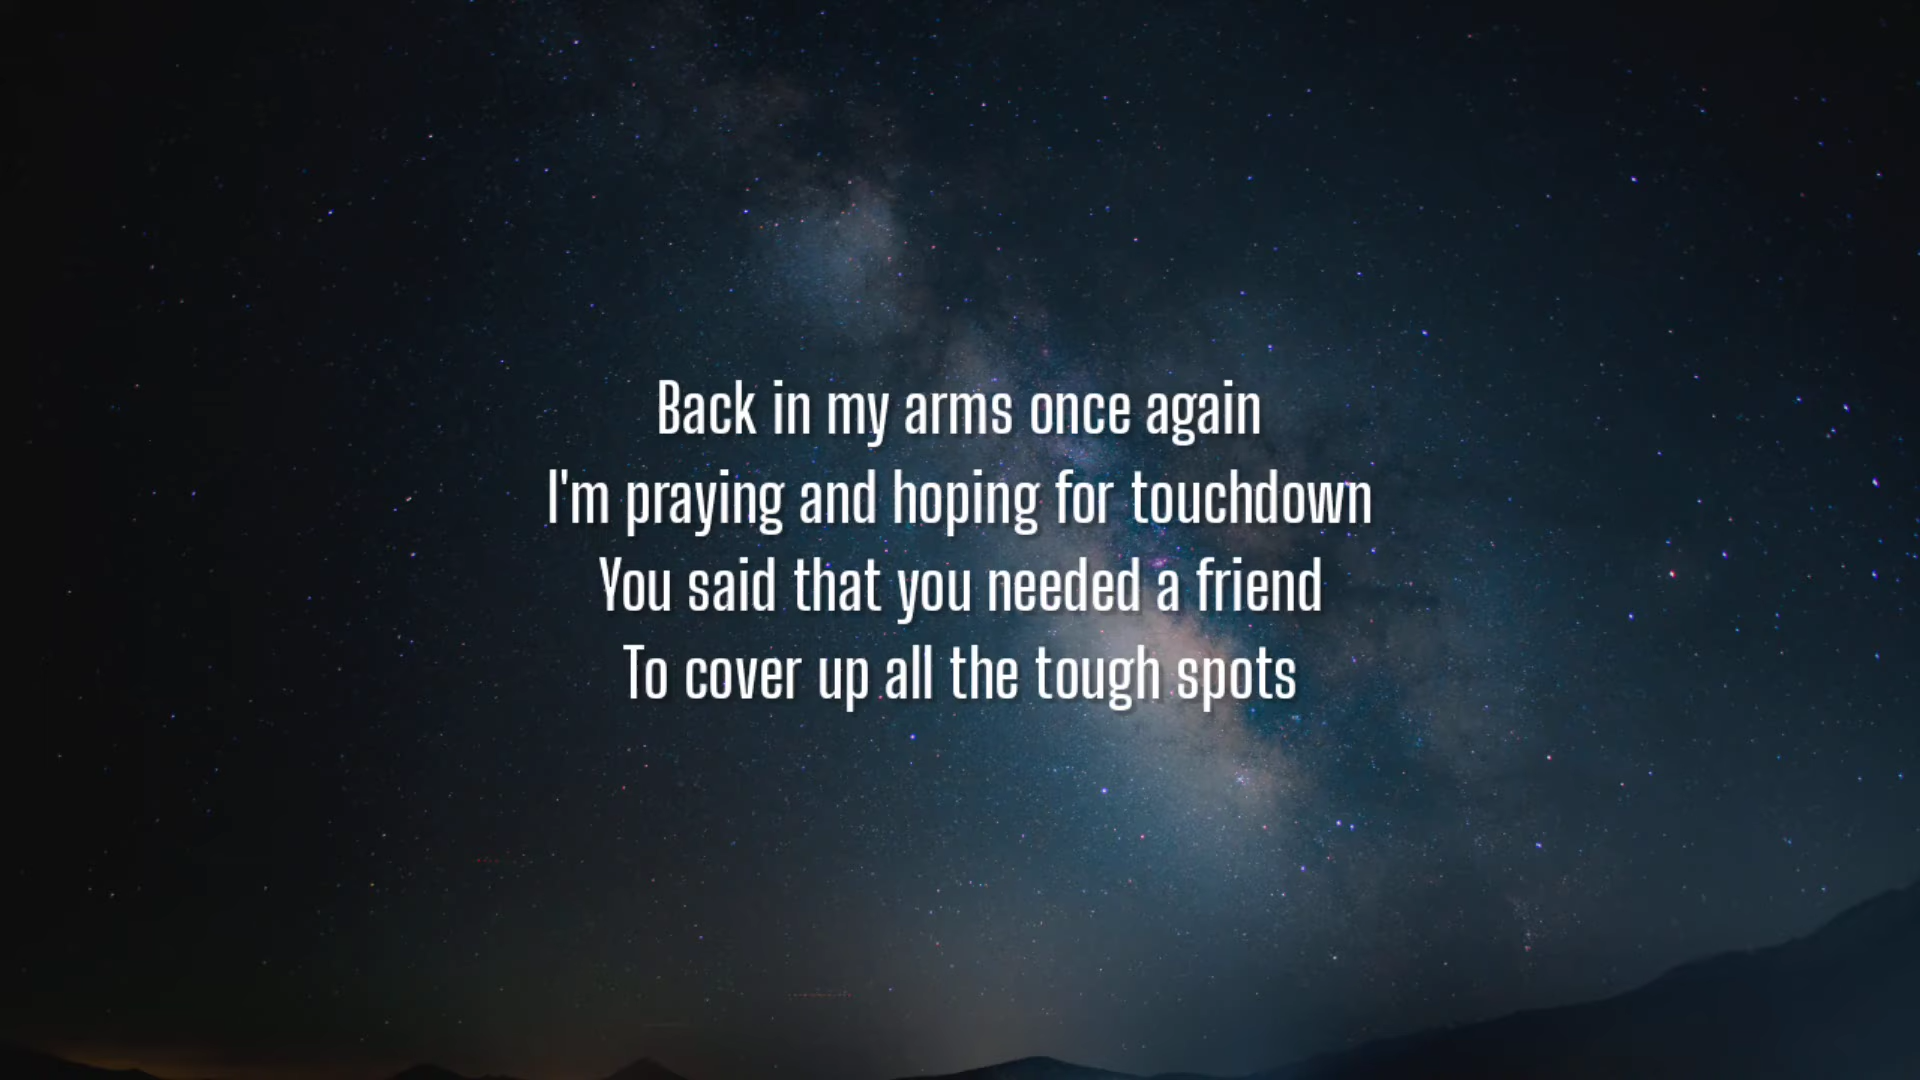 Back in my arms once again
I'm praying and hoping for touchdown
You said that you needed a friend
To cover up all the tough spots